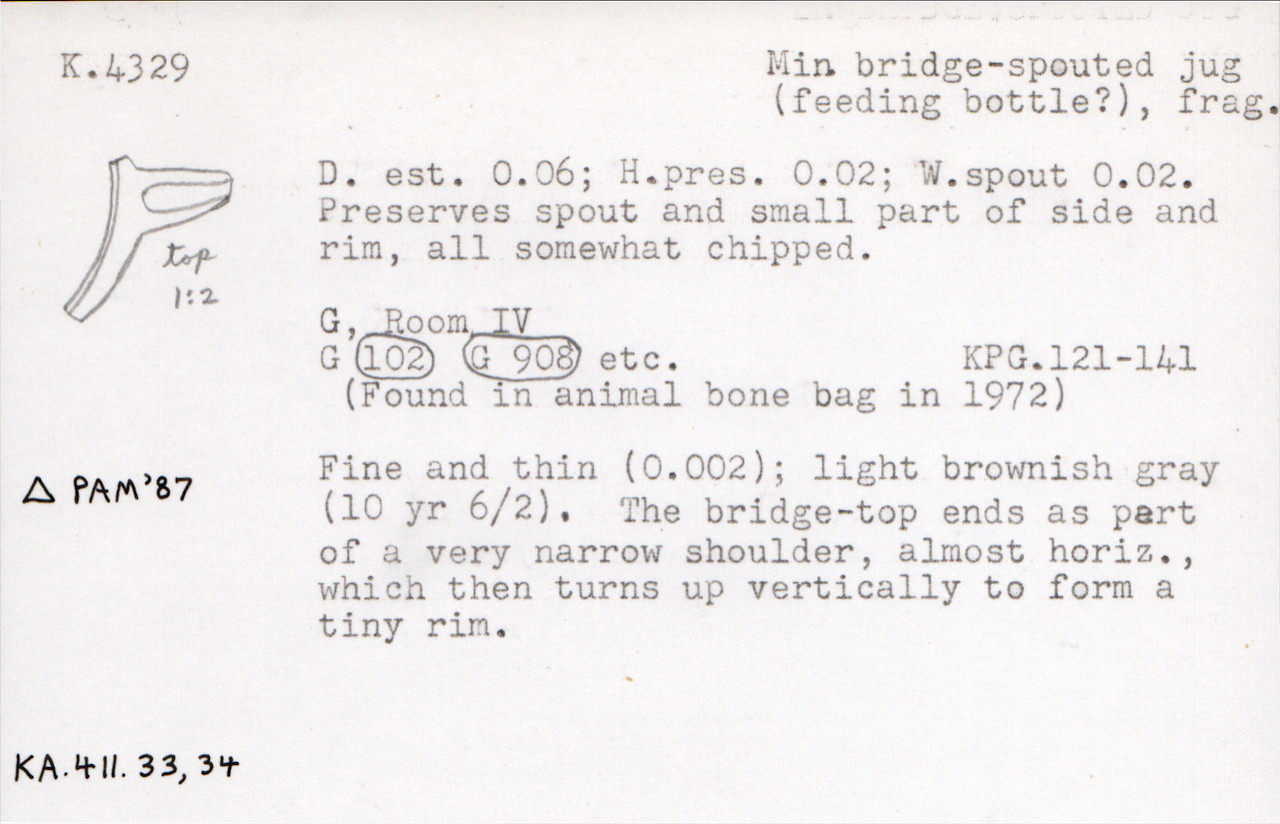 K.4329
Min bridge-spouted jug
(feeding bottle?), frag.
D. est. 0.06; H.pres. 0.02; W.spout 0.02.
Preserves spout and small part of side and
rim, all somewhat chipped.
top
1:2
G, Room IV
G 102 G 908 etc. KPG.121-141
(Found in animal bone bag in 1972)
△ PAM'87
Fine and thin (0.002); light brownish gray
(10 yr 6/2). The bridge-top ends as part
of a very narrow shoulder, almost horiz.,
which then turns up vertically to form a
tiny rim.
KA.411.33,34